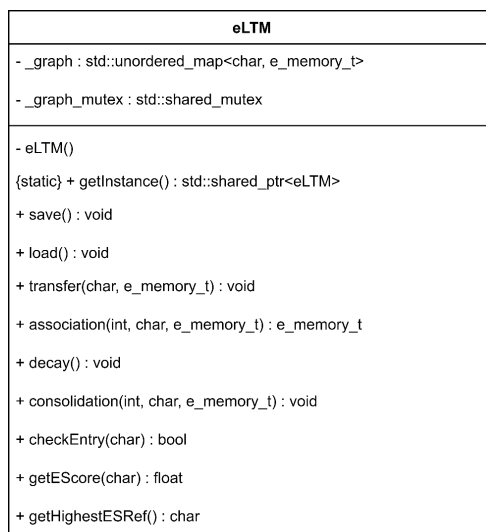 eLTM
- _graph : std::unordered_map<char, e_memory_t>
- _graph_mutex : std::shared_mutex
- eLTM()
{static} + getInstance() : std::shared_ptr<eLTM>
+ save() : void
+ load() : void
+ transfer(char, e_memory_t) : void
+ association(int, char, e_memory_t) : e_memory_t
+ decay() : void
+ consolidation(int, char, e_memory_t) : void
+ checkEntry(char) : bool
+ getEScore(char) : float
+ getHighestESRef() : char